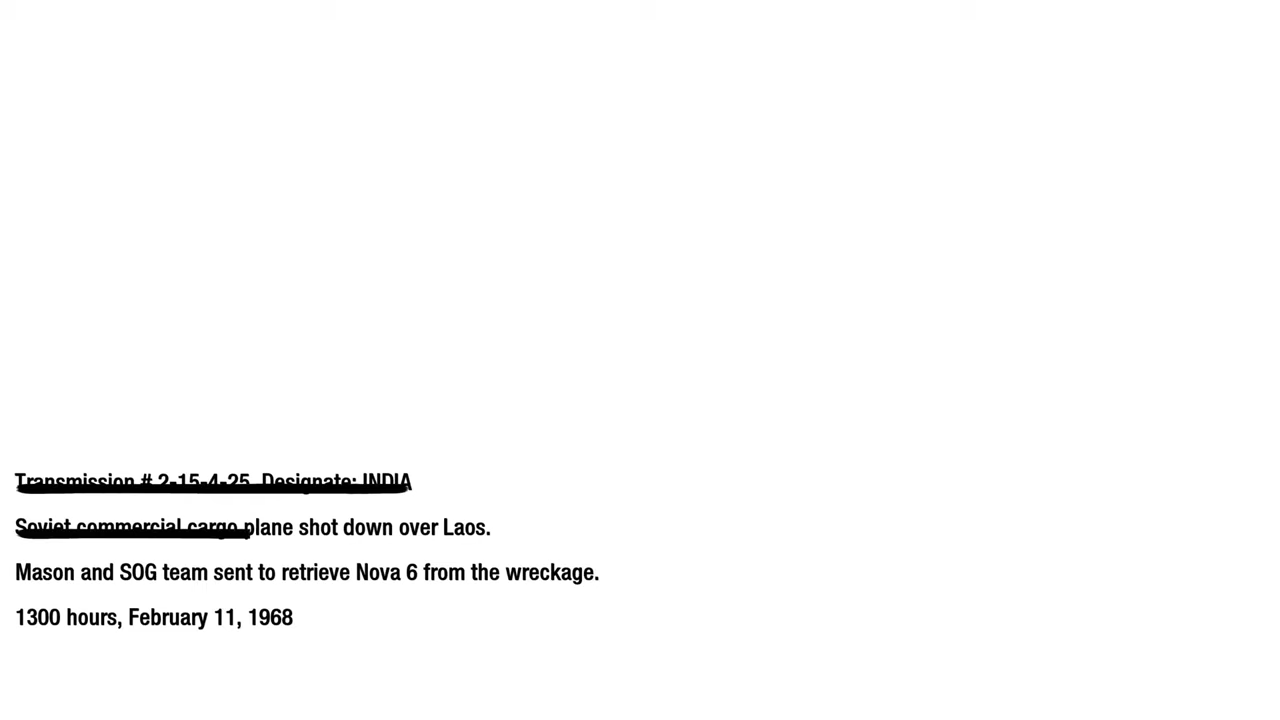 Transmission # 2-15-4-25, Designate: INDIA
Soviet commercial cargo plane shot down over Laos.
Mason and SOG team sent to retrieve Nova 6 from the wreckage.
1300 hours, February 11, 1968